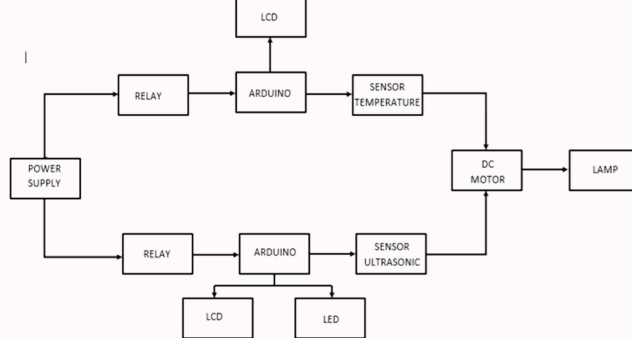 LCD
RELAY
ARDUINO
SENSOR
TEMPERATURE
POWER
SUPPLY
DC
MOTOR
LAMP
RELAY
ARDUINO
SENSOR
ULTRASONIC
LCD
LED